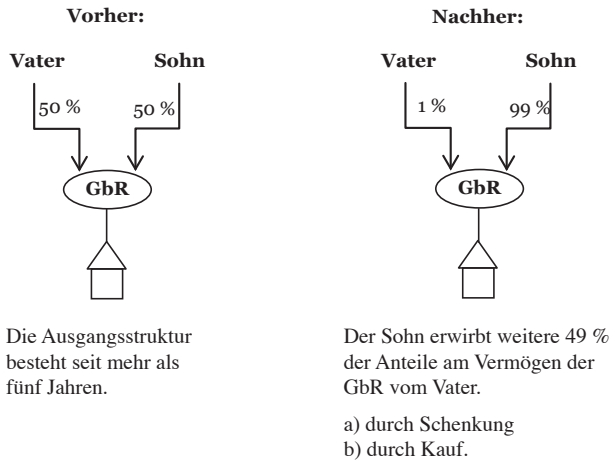 Vorher:
Vater Sohn
50 % 50 %
GbR
Die Ausgangsstruktur
besteht seit mehr als
fünf Jahren.
Nachher:
Vater Sohn
1 % 99 %
GbR
Der Sohn erwirbt weitere 49 %
der Anteile am Vermögen der
GbR vom Vater.
a) durch Schenkung
b) durch Kauf.